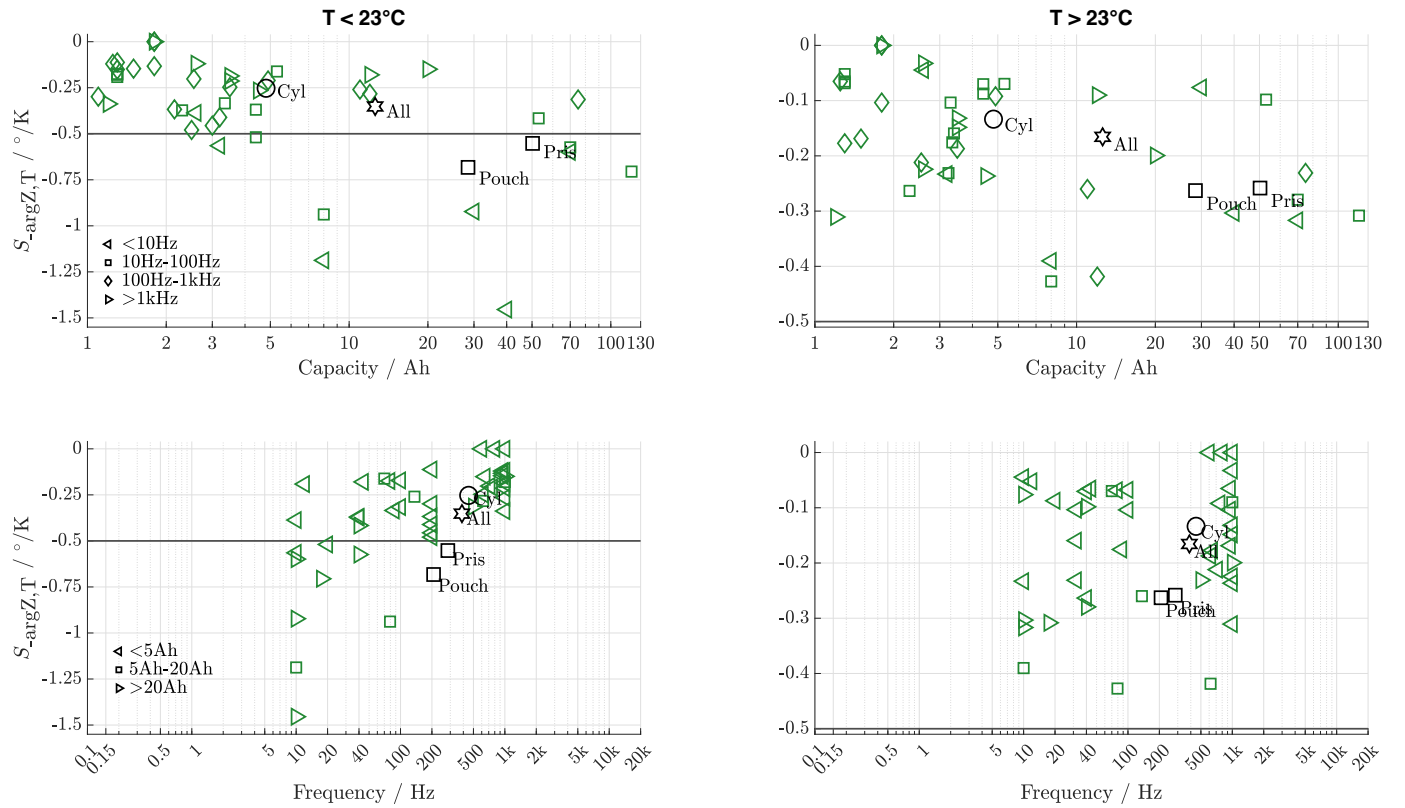 T < 23°C
T > 23°C
0
-0.25
-0.5
-0.75
-1
-1.25
-1.5
S-argZ,T / °/K
Cyl
All
Pris
Pouch
<10Hz
10Hz-100Hz
100Hz-1kHz
>1kHz
1 2 3 5 10 20 30 40 50 70 100 130
Capacity / Ah
0
-0.1
-0.2
-0.3
-0.4
-0.5
Cyl
All
Pouch
Pris
1 2 3 5 10 20 30 50 70 100 130
Capacity / Ah
0
-0.25
-0.5
-0.75
-1
-1.25
-1.5
S-argZ,T / °/K
Cyl
All
Pris
Pouch
<5Ah
5Ah-20Ah
>20Ah
0.1 0.15 0.5 1 5 10 20 40 100 200 500 1k 2k 5k 10k 20k
Frequency / Hz
0
-0.1
-0.2
-0.3
-0.4
-0.5
Cyl
All
Pouch
Pris
0.1 0.15 0.5 1 5 10 20 40 100 200 500 1k 2k 5k 10k 20k
Frequency / Hz